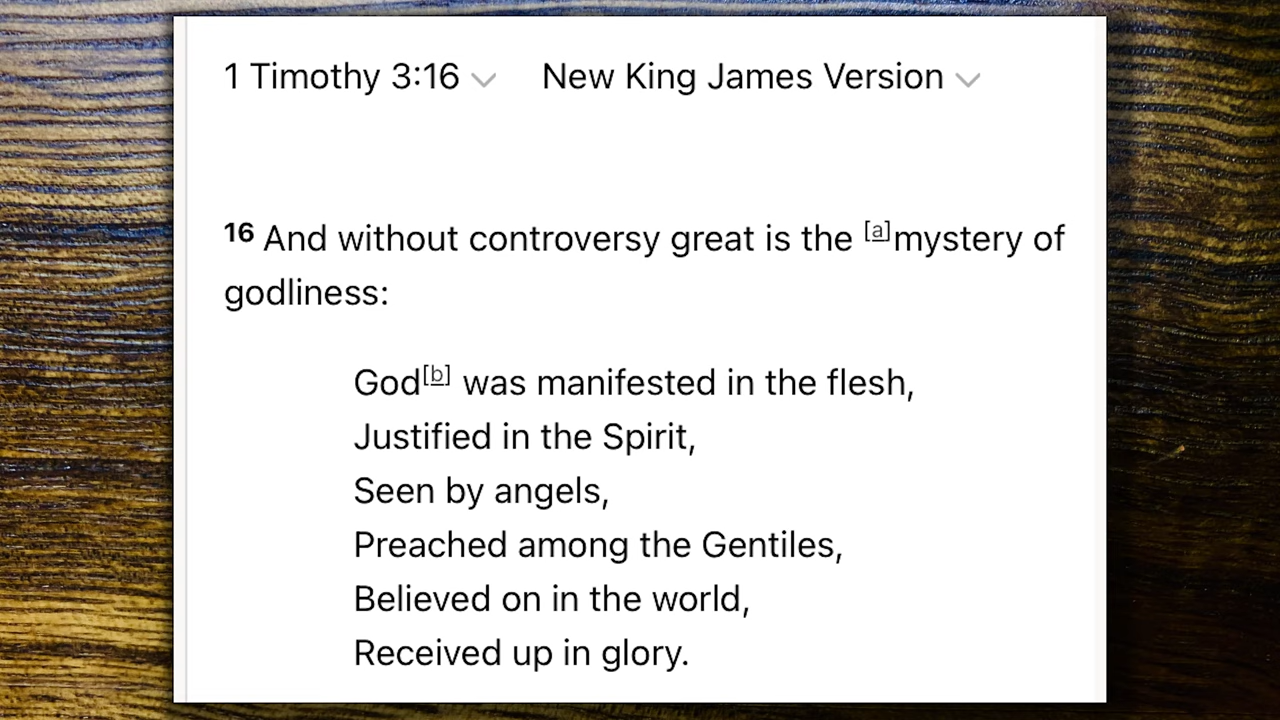 1 Timothy 3:16 New King James Version
16 And without controversy great is the [a]mystery of
godliness:
God[b] was manifested in the flesh,
Justified in the Spirit,
Seen by angels,
Preached among the Gentiles,
Believed on in the world,
Received up in glory.